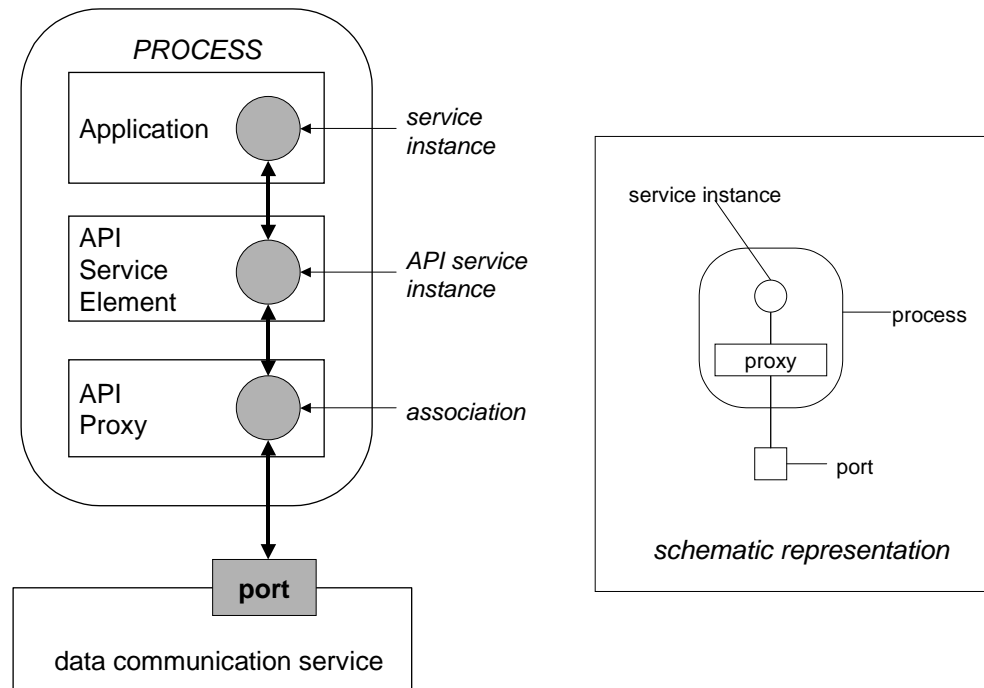 PROCESS
Application
service
instance
API
Service
Element
API service
instance
API
Proxy
association
port
data communication service
service instance
process
proxy
port
schematic representation